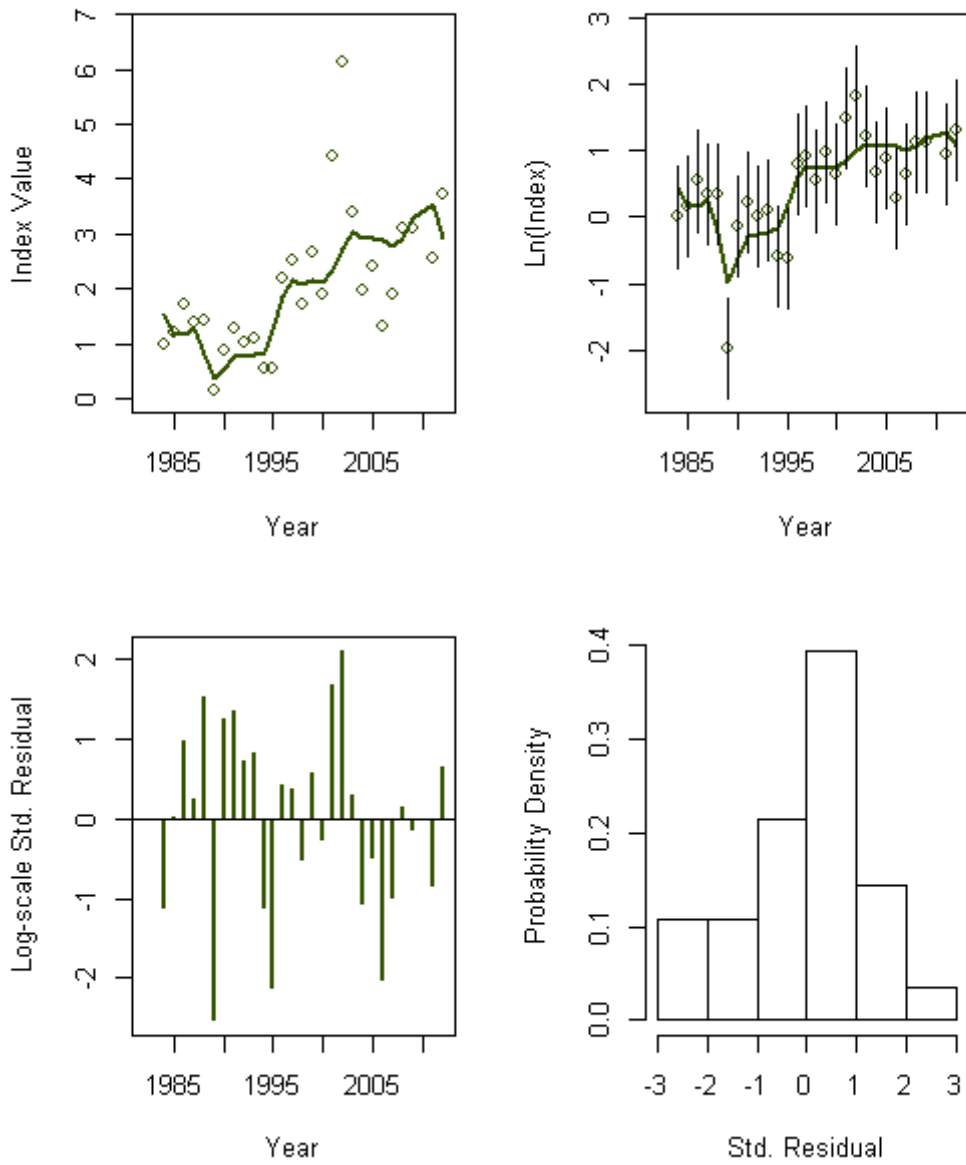 Index Value
7
6
5
4
3
2
1
0
1985 1995 2005
Year
Ln(Index)
3
2
1
0
-1
-2
1985 1995 2005
Year
Log-scale Std. Residual
2
1
0
-1
-2
1985 1995 2005
Year
Probability Density
0.4
0.3
0.2
0.1
0.0
-3 -2 -1 0 1 2 3
Std. Residual